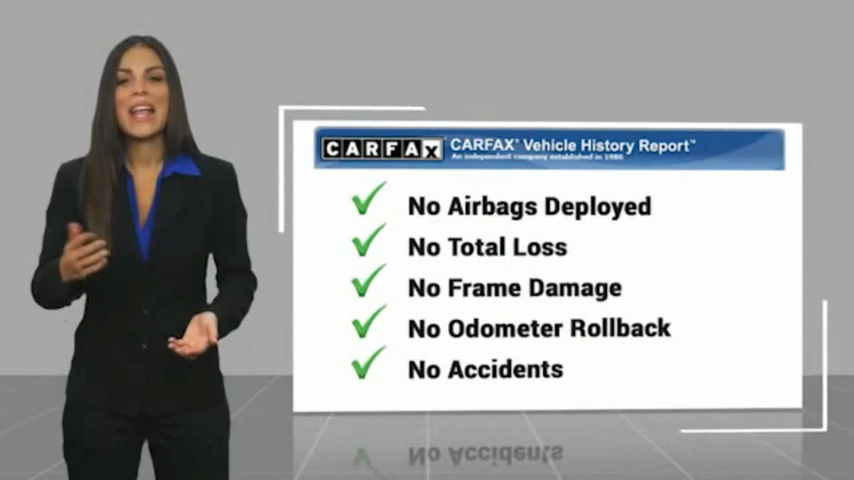 CARFAX CARFAX® Vehicle History Report™
An independent company established in 1986
No Airbags Deployed
No Total Loss
No Frame Damage
No Odometer Rollback
No Accidents
No Accidents